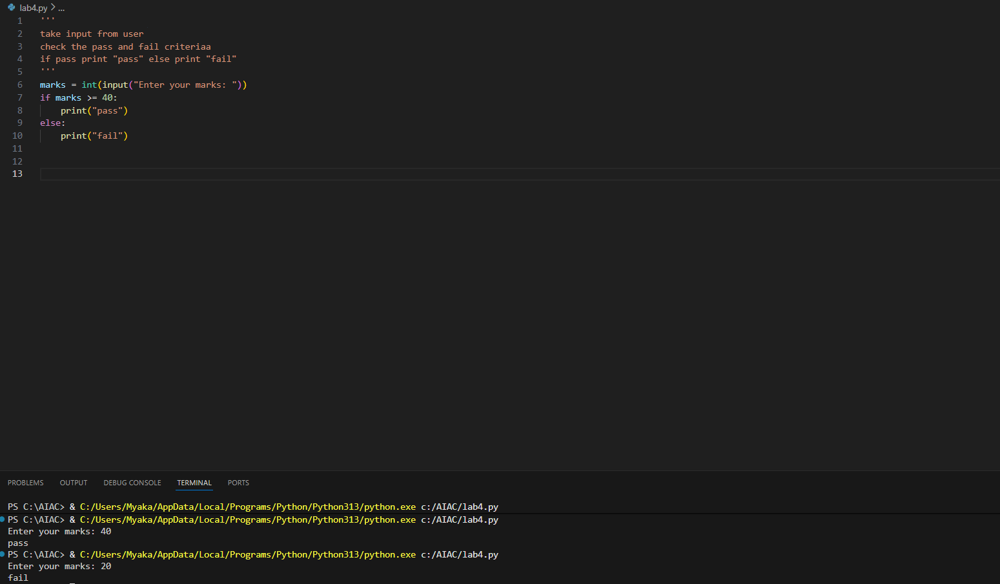 lab4.py > ...
1 '''
2 take input from user
3 check the pass and fail criteriaa
4 if pass print "pass" else print "fail"
5 '''
6 marks = int(input("Enter your marks: "))
7 if marks >= 40:
8     print("pass")
9 else:
10     print("fail")
11
12
13
PROBLEMS OUTPUT DEBUG CONSOLE TERMINAL PORTS
PS C:\AIAC> & C:/Users/Myaka/AppData/Local/Programs/Python/Python313/python.exe c:/AIAC/lab4.py
PS C:\AIAC> & C:/Users/Myaka/AppData/Local/Programs/Python/Python313/python.exe c:/AIAC/lab4.py
Enter your marks: 40
pass
PS C:\AIAC> & C:/Users/Myaka/AppData/Local/Programs/Python/Python313/python.exe c:/AIAC/lab4.py
Enter your marks: 20
fail